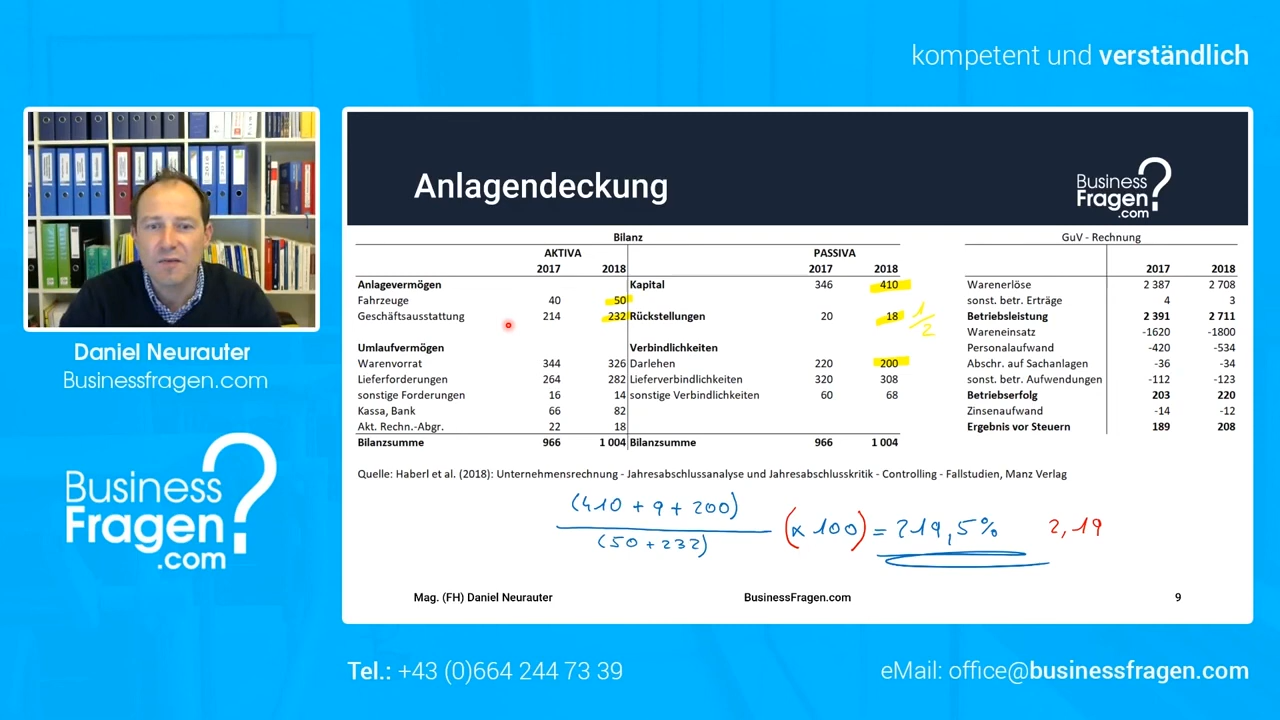 kompetent und verständlich
Daniel Neurauter
Businessfragen.com
Business
Fragen
.com
?
Anlagendeckung
Business
Fragen
.com
?
Bilanz
AKTIVA PASSIVA
2017 2018 2017 2018
Anlagevermögen Kapital 346 410
Fahrzeuge 40 50
Geschäftsausstattung 214 232 Rückstellungen 20 18 1/2
Umlaufvermögen Verbindlichkeiten
Warenvorrat 344 326 Darlehen 220 200
Lieferforderungen 264 282 Lieferverbindlichkeiten 320 308
sonstige Forderungen 16 14 sonstige Verbindlichkeiten 60 68
Kassa, Bank 66 82
Akt. Rechn.-Abgr. 22 18
Bilanzsumme 966 1 004 Bilanzsumme 966 1 004
GuV - Rechnung
2017 2018
Warenerlöse 2 387 2 708
sonst. betr. Erträge 4 3
Betriebsleistung 2 391 2 711
Wareneinsatz -1620 -1800
Personalaufwand -420 -534
Abschr. auf Sachanlagen -36 -34
sonst. betr. Aufwendungen -112 -123
Betriebserfolg 203 220
Zinsenaufwand -14 -12
Ergebnis vor Steuern 189 208
Quelle: Haberl et al. (2018): Unternehmensrechnung - Jahresabschlussanalyse und Jahresabschlusskritik - Controlling - Fallstudien, Manz Verlag
(410 + 9 + 200)
(50 + 232)
(x 100) = 219,5% 2,19
Mag. (FH) Daniel Neurauter BusinessFragen.com 9
Tel.: +43 (0)664 244 73 39
eMail: office@businessfragen.com